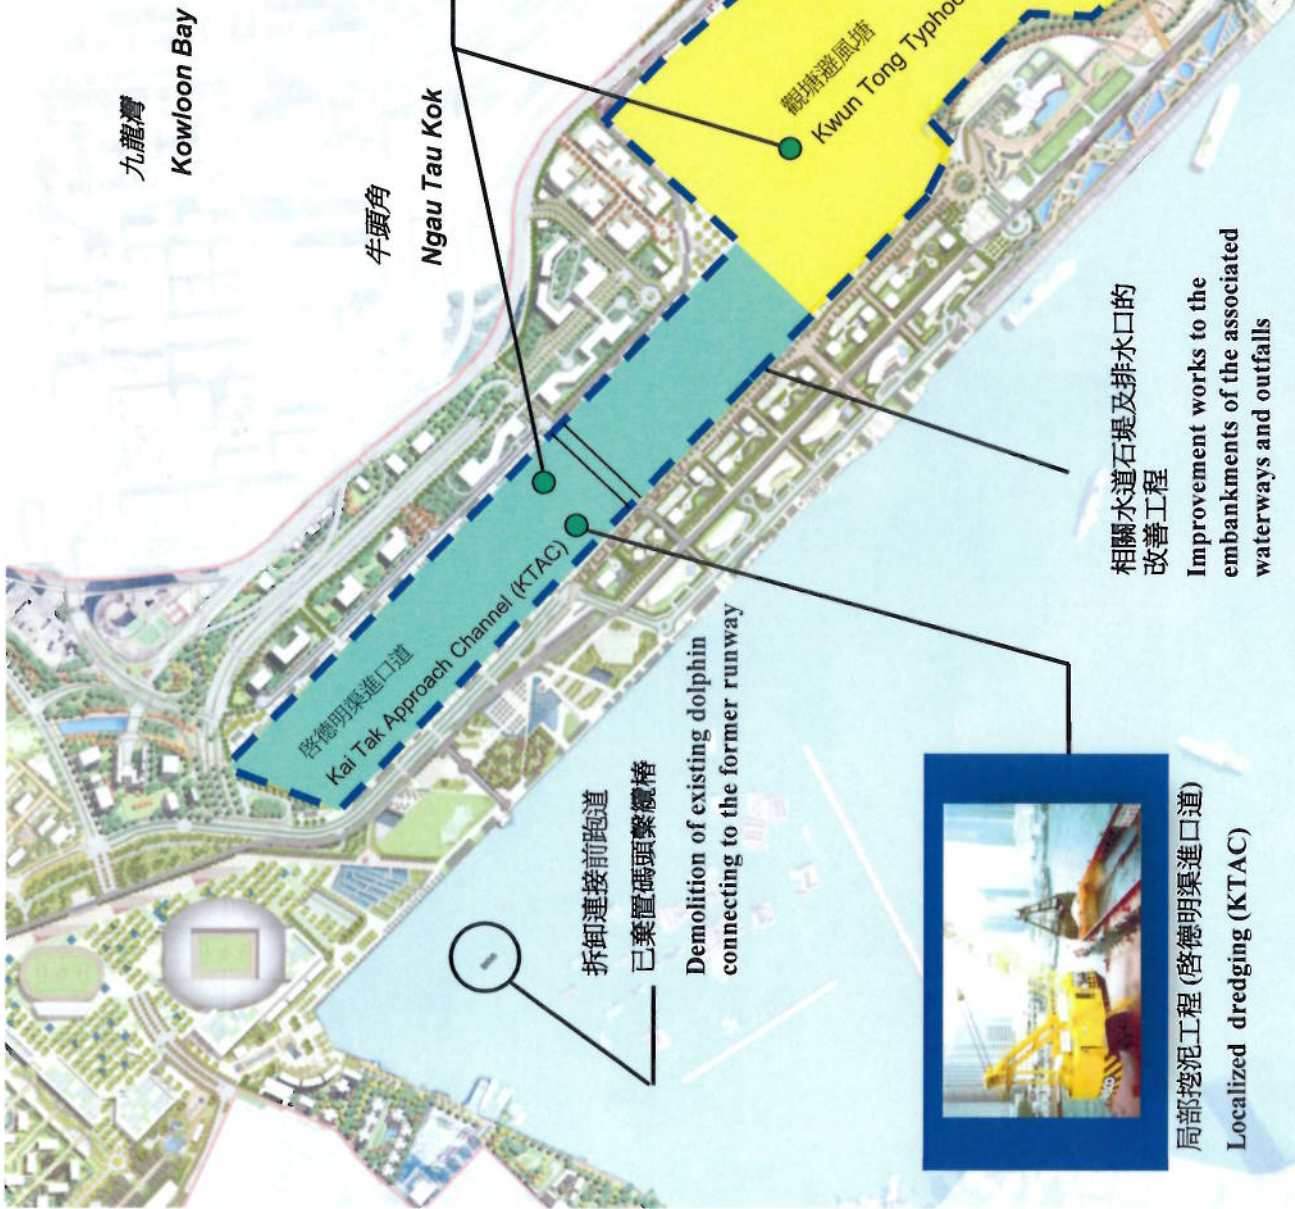 九龍灣
Kowloon Bay
牛頭角
Ngau Tau Kok
觀塘避風塘
Kwun Tong
啓德明渠進口道
Kai Tak Approach Channel (KTAC)
相關水道石堤及排水口的
改善工程
Improvement works to the
embankments of the associated
waterways and outfalls
拆卸連接前跑道
已棄置碼頭繫纜樁
Demolition of existing dolphin
connecting to the former runway
局部挖泥工程 (啓德明渠進口道)
Localized dredging (KTAC)